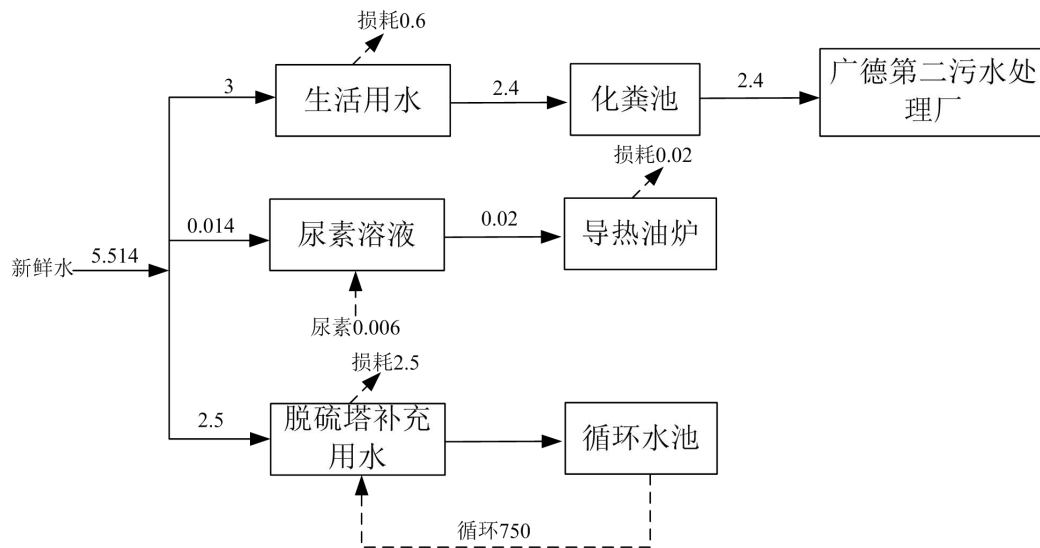 损耗0.6
3
生活用水
2.4
化粪池
2.4
广德第二污水处
理厂
损耗0.02
0.014
尿素溶液
0.02
导热油炉
新鲜水
5.514
尿素0.006
损耗2.5
2.5
脱硫塔补充
用水
循环水池
循环750